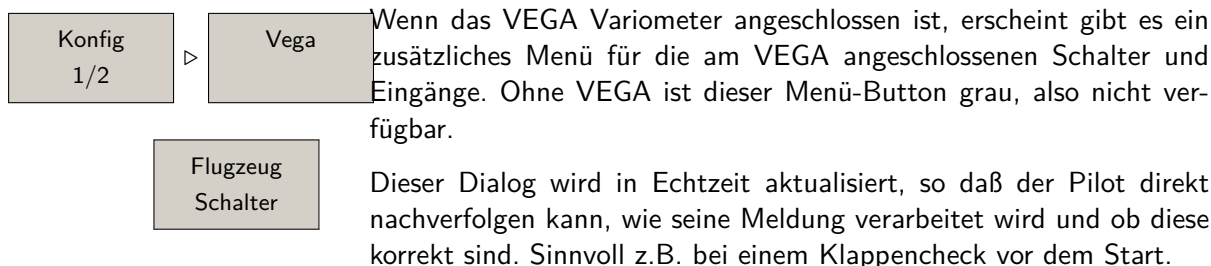 Konfig
1/2
▷
Vega
Flugzeug
Schalter
Wenn das VEGA Variometer angeschlossen ist, erscheint gibt es ein
zusätzliches Menü für die am VEGA angeschlossenen Schalter und
Eingänge. Ohne VEGA ist dieser Menü-Button grau, also nicht ver-
fügbar.
Dieser Dialog wird in Echtzeit aktualisiert, so daß der Pilot direkt
nachverfolgen kann, wie seine Meldung verarbeitet wird und ob diese
korrekt sind. Sinnvoll z.B. bei einem Klappencheck vor dem Start.